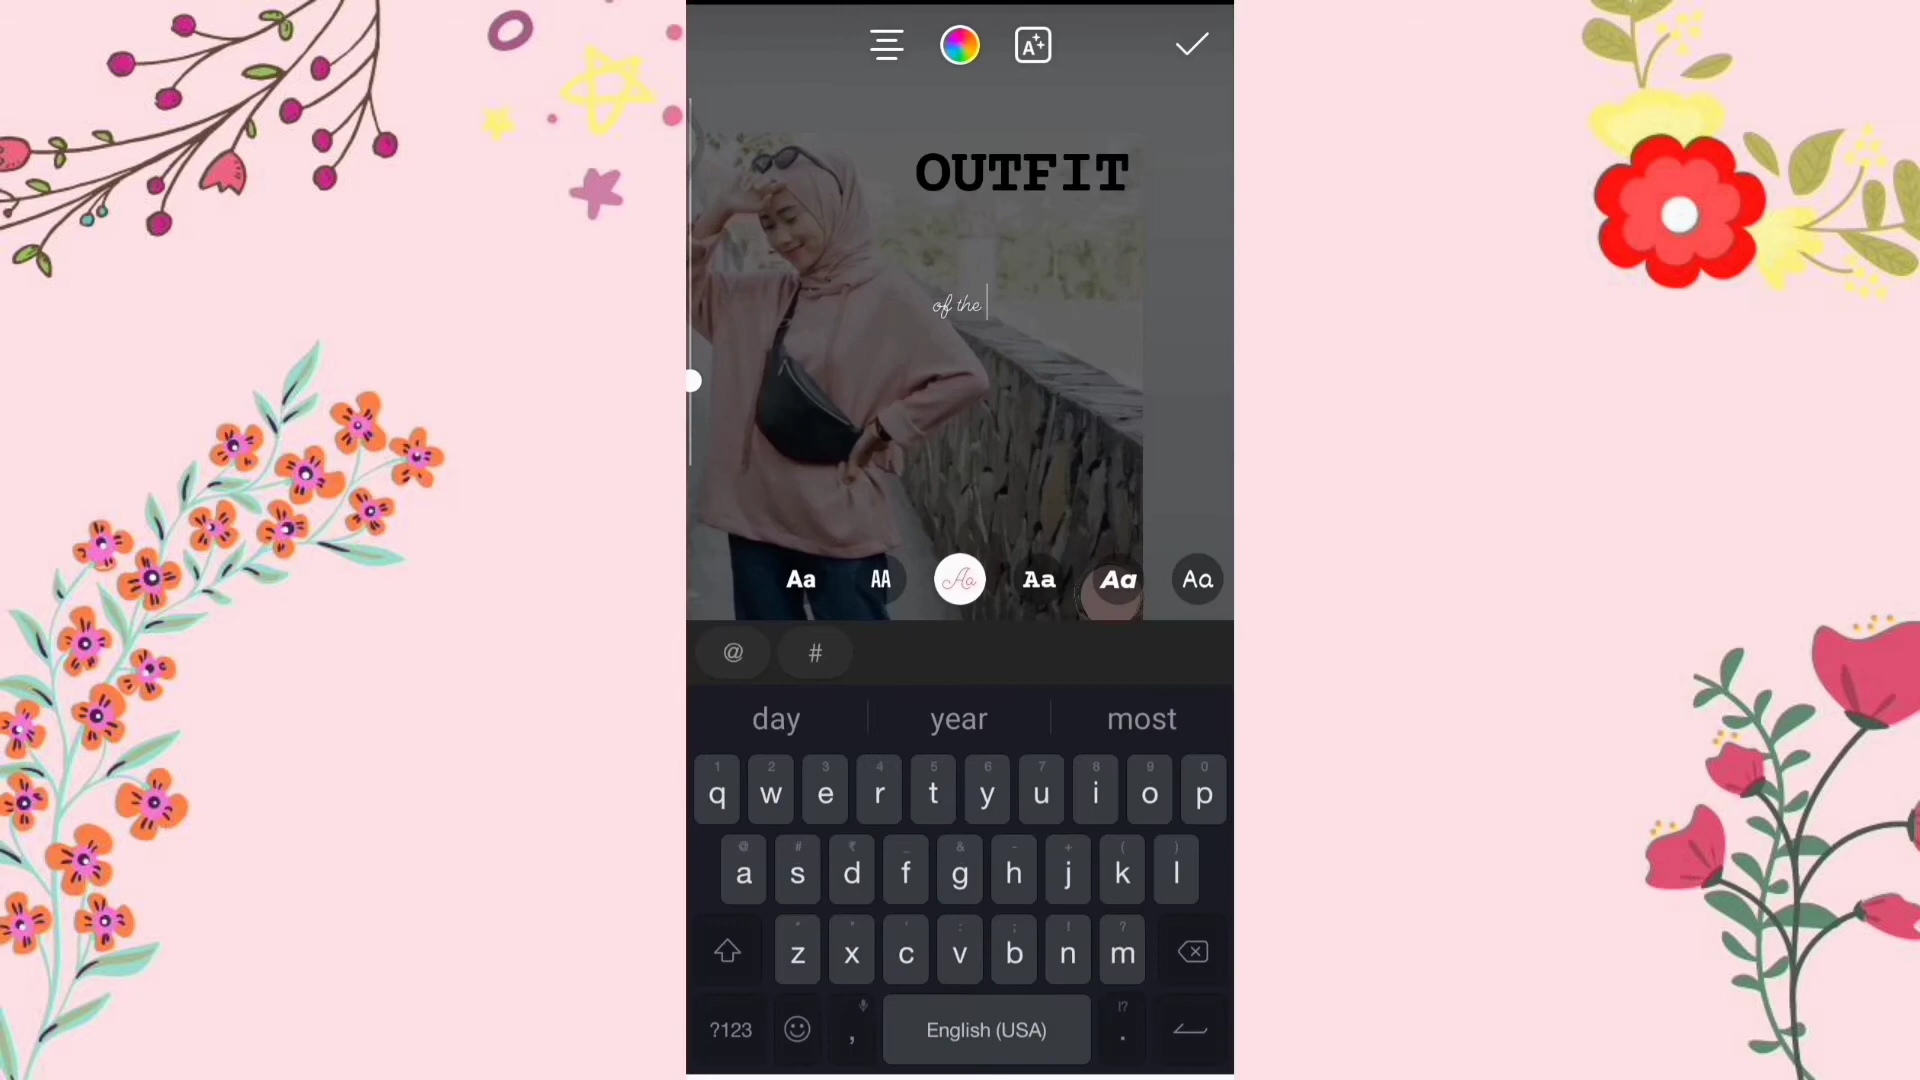 A
OUTFIT
of the
Aa
AA
Aa
Aa
Aa
Aa
@
#
day
year
most
1 2 3 4 5 6 7 8 9 0
q w e r t y u i o p
@ # ₹ _ & - + ( )
a s d f g h j k l
* " ' : ; ! ?
z x c v b n m
!?
?123 , English (USA) .